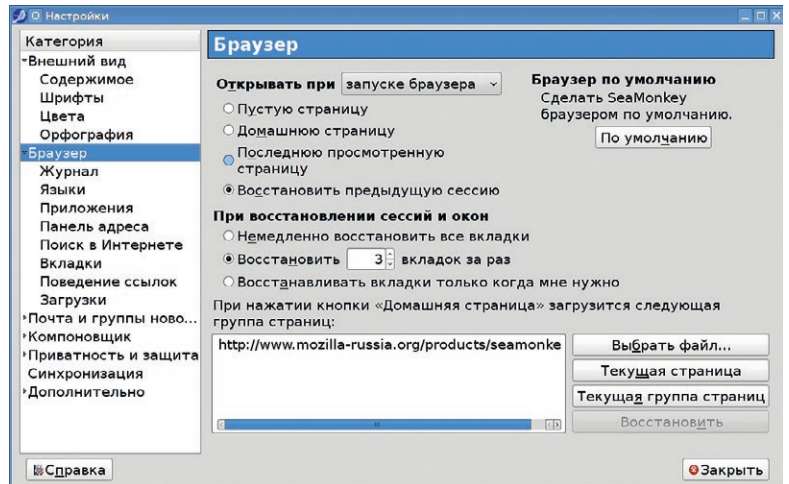 Настройки
Категория
Внешний вид
Содержимое
Шрифты
Цвета
Орфография
Браузер
Журнал
Языки
Приложения
Панель адреса
Поиск в Интернете
Вкладки
Поведение ссылок
Загрузки
Почта и группы ново...
Компоновщик
Приватность и защита
Синхронизация
Дополнительно
Браузер
Открывать при запуске браузера
Пустую страницу
Домашнюю страницу
Последнюю просмотренную
страницу
Восстановить предыдущую сессию
Браузер по умолчанию
Сделать SeaMonkey
браузером по умолчанию.
По умолчанию
При восстановлении сессий и окон
Немедленно восстановить все вкладки
Восстановить 3 вкладок за раз
Восстанавливать вкладки только когда мне нужно
При нажатии кнопки «Домашняя страница» загрузится следующая
группа страниц:
http://www.mozilla-russia.org/products/seamonke
Выбрать файл...
Текущая страница
Текущая группа страниц
Восстановить
Справка
Закрыть